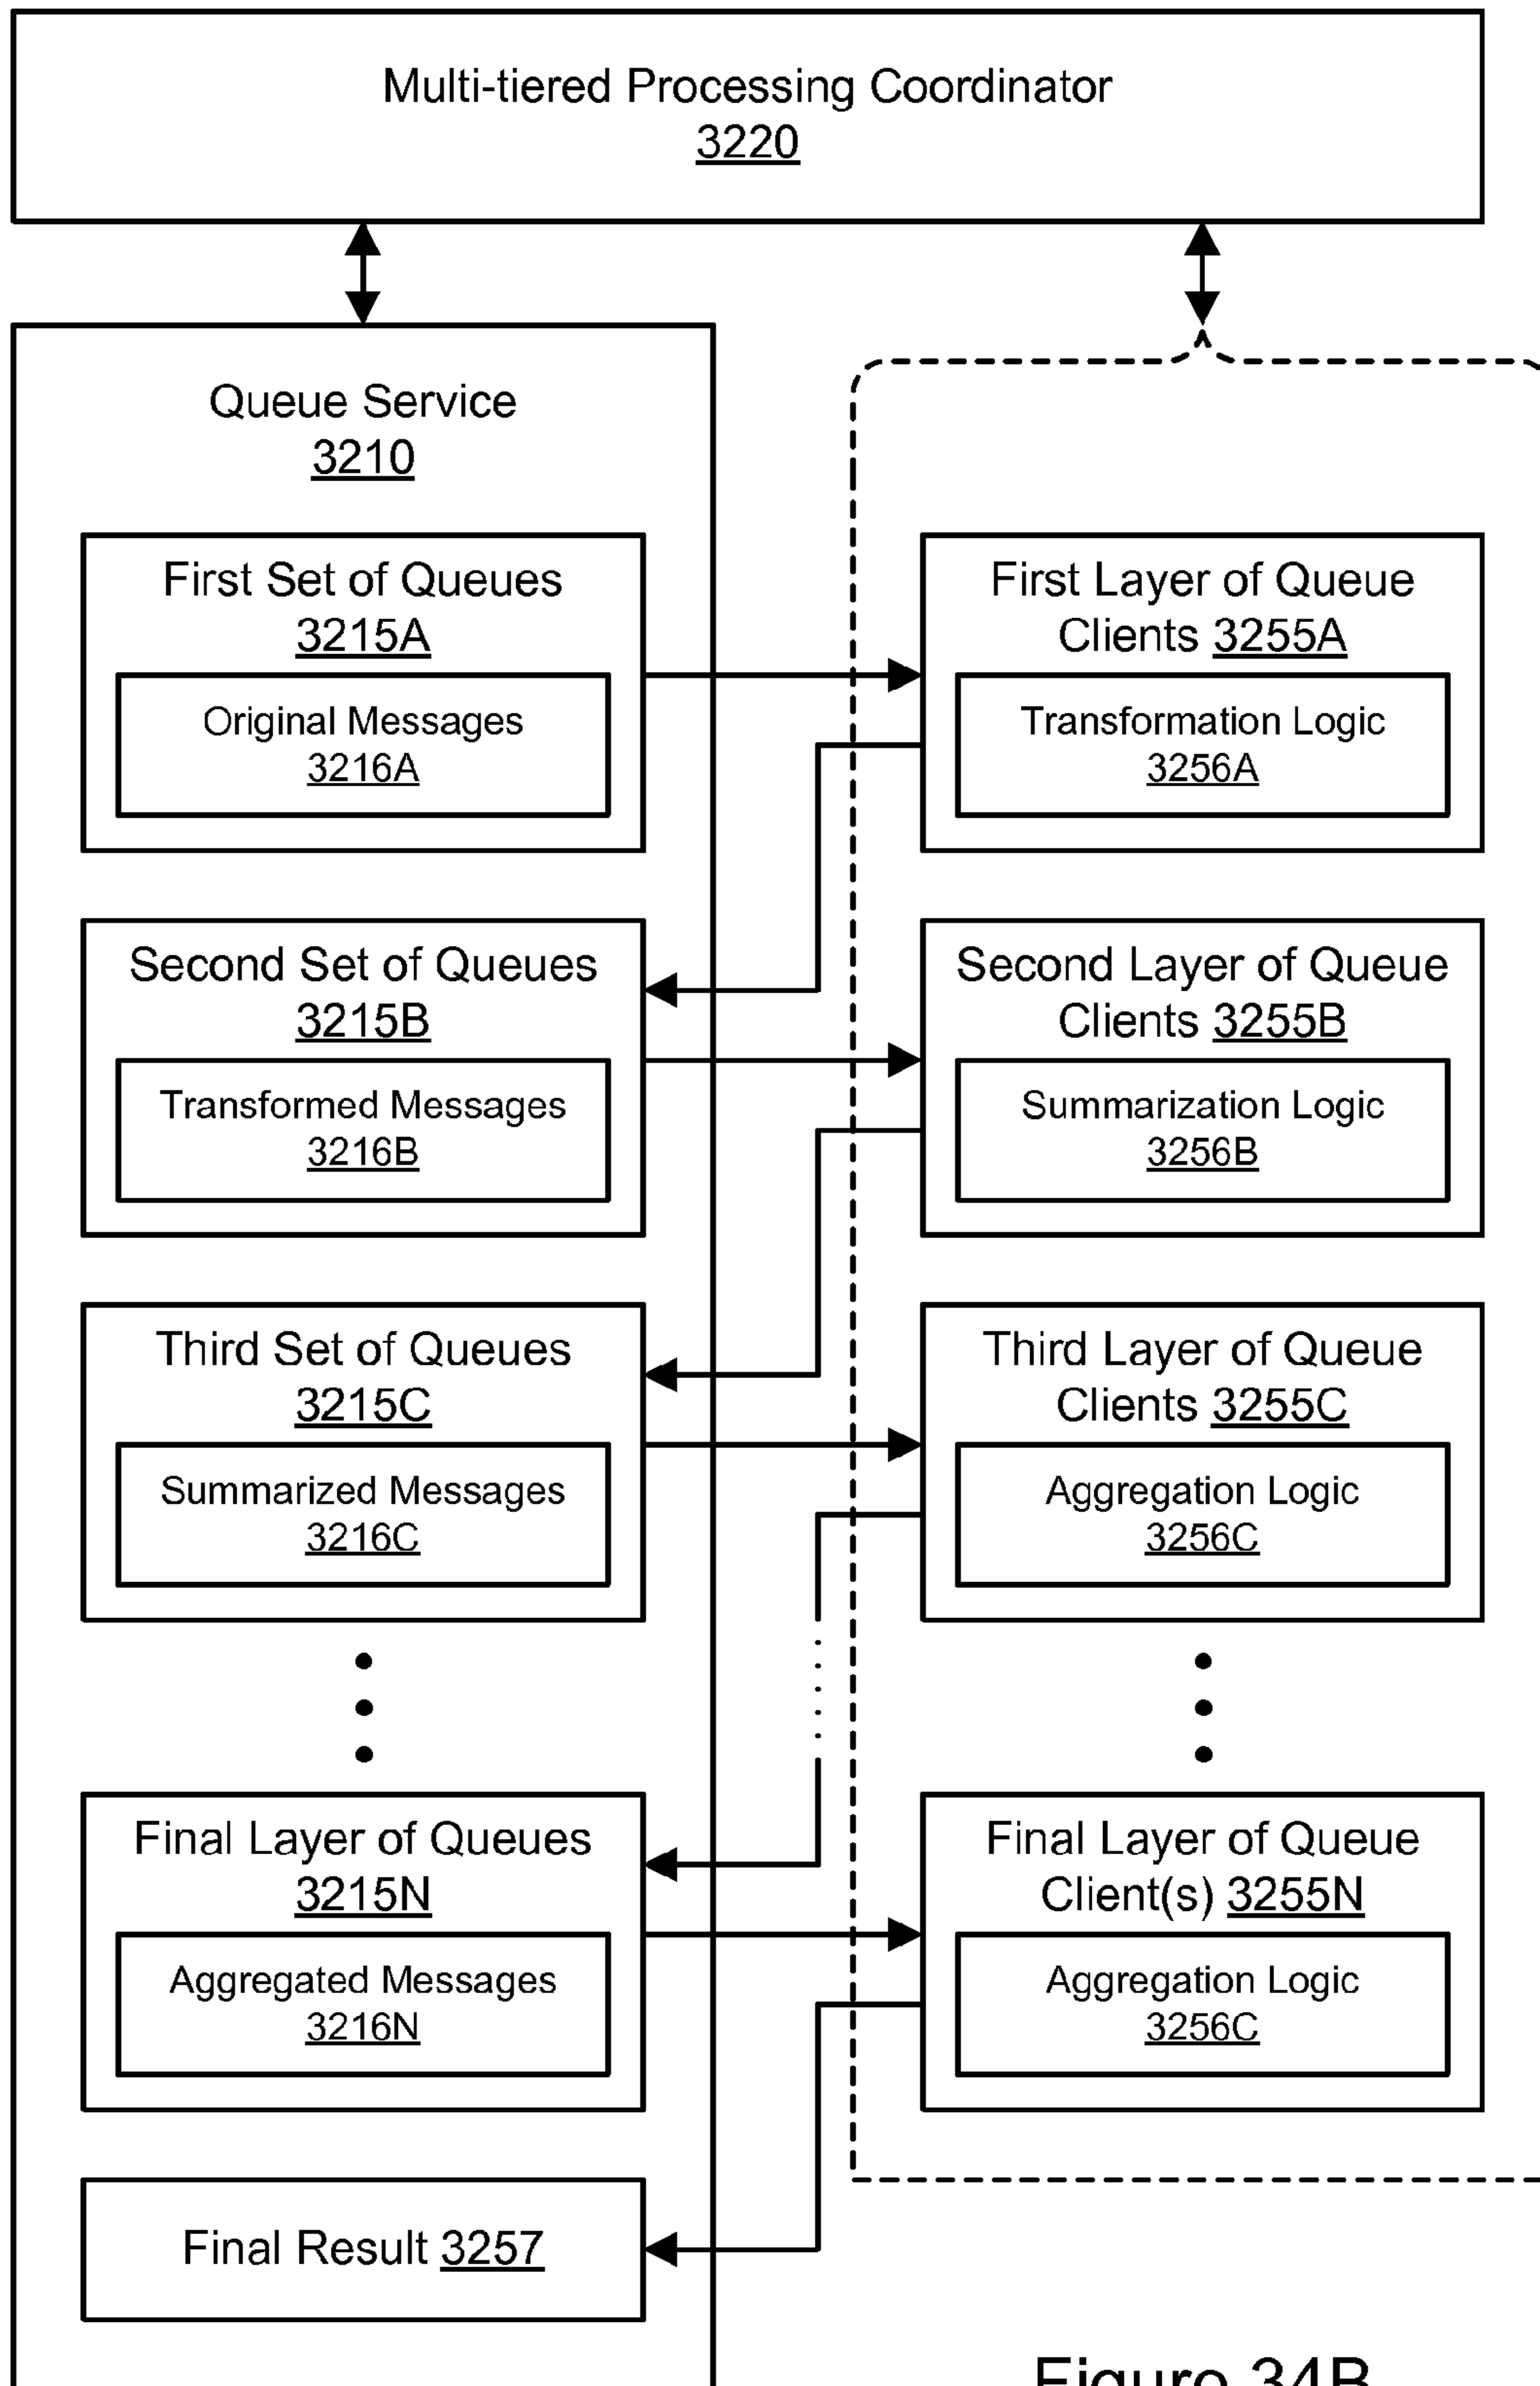 Multi-tiered Processing Coordinator
3220
Queue Service
3210
First Set of Queues
3215A
Original Messages
3216A
First Layer of Queue
Clients 3255A
Transformation Logic
3256A
Second Set of Queues
3215B
Transformed Messages
3216B
Second Layer of Queue
Clients 3255B
Summarization Logic
3256B
Third Set of Queues
3215C
Summarized Messages
3216C
Third Layer of Queue
Clients 3255C
Aggregation Logic
3256C
Final Layer of Queues
3215N
Aggregated Messages
3216N
Final Layer of Queue
Client(s) 3255N
Aggregation Logic
3256C
Final Result 3257
Figure 34B